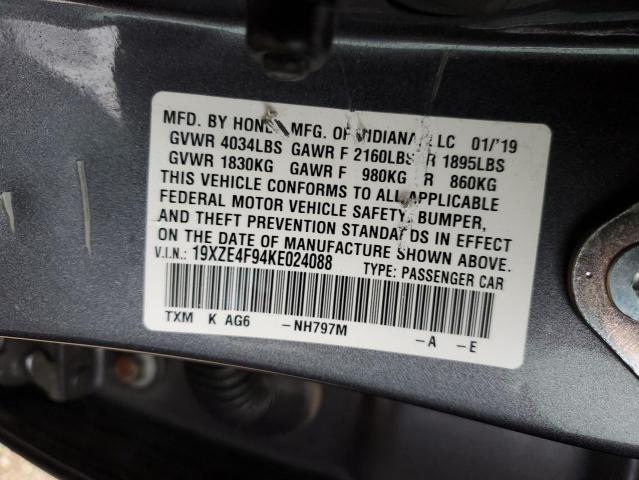 MFD. BY HONDA MFG. OF INDIANA LLC 01/'19
GVWR 4034LBS GAWR F 2160LBS R 1895LBS
GVWR 1830KG GAWR F 980KG R 860KG
THIS VEHICLE CONFORMS TO ALL APPLICABLE
FEDERAL MOTOR VEHICLE SAFETY, BUMPER,
AND THEFT PREVENTION STANDARDS IN EFFECT
ON THE DATE OF MANUFACTURE SHOWN ABOVE.
V.I.N.: 19XZE4F94KE024088 TYPE: PASSENGER CAR
TXM K AG6 -NH797M -A -E